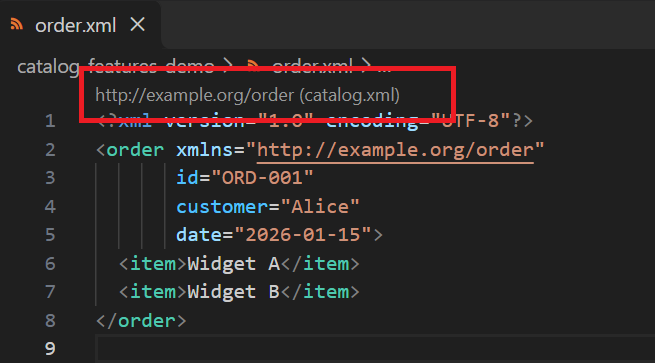 order.xml
catalog-features-demo > order.xml > ...
http://example.org/order (catalog.xml)
1 <?xml version="1.0" encoding="UTF-8"?>
2 <order xmlns="http://example.org/order"
3 id="ORD-001"
4 customer="Alice"
5 date="2026-01-15">
6 <item>Widget A</item>
7 <item>Widget B</item>
8 </order>
9